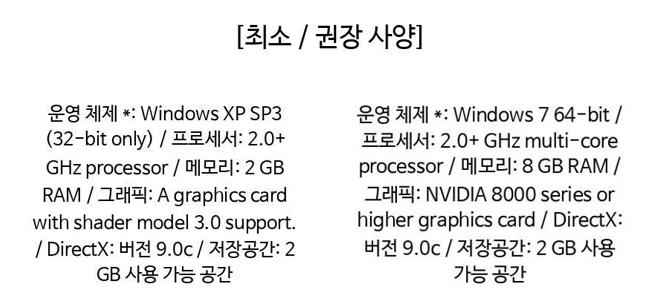 [최소 / 권장 사양]
운영 체제 *: Windows XP SP3
(32-bit only) / 프로세서: 2.0+
GHz processor / 메모리: 2 GB
RAM / 그래픽: A graphics card
with shader model 3.0 support.
/ DirectX: 버전 9.0c / 저장공간: 2
GB 사용 가능 공간
운영 체제 *: Windows 7 64-bit /
프로세서: 2.0+ GHz multi-core
processor / 메모리: 8 GB RAM /
그래픽: NVIDIA 8000 series or
higher graphics card / DirectX:
버전 9.0c / 저장공간: 2 GB 사용
가능 공간